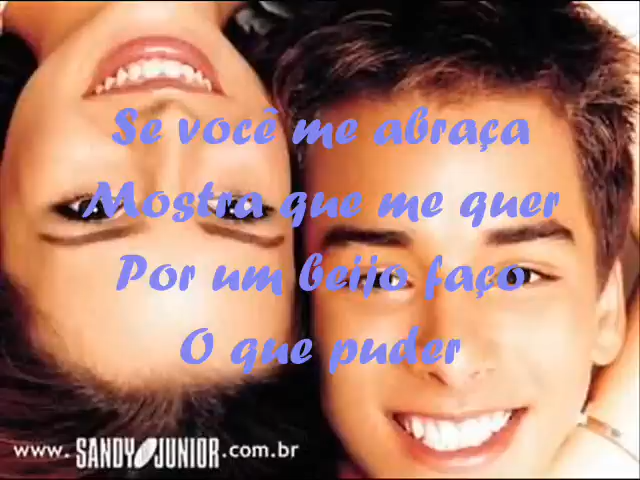 Se você me abraça
Mostra que me quer
Por um beijo faço
O que puder
www.SANDY JUNIOR.com.br